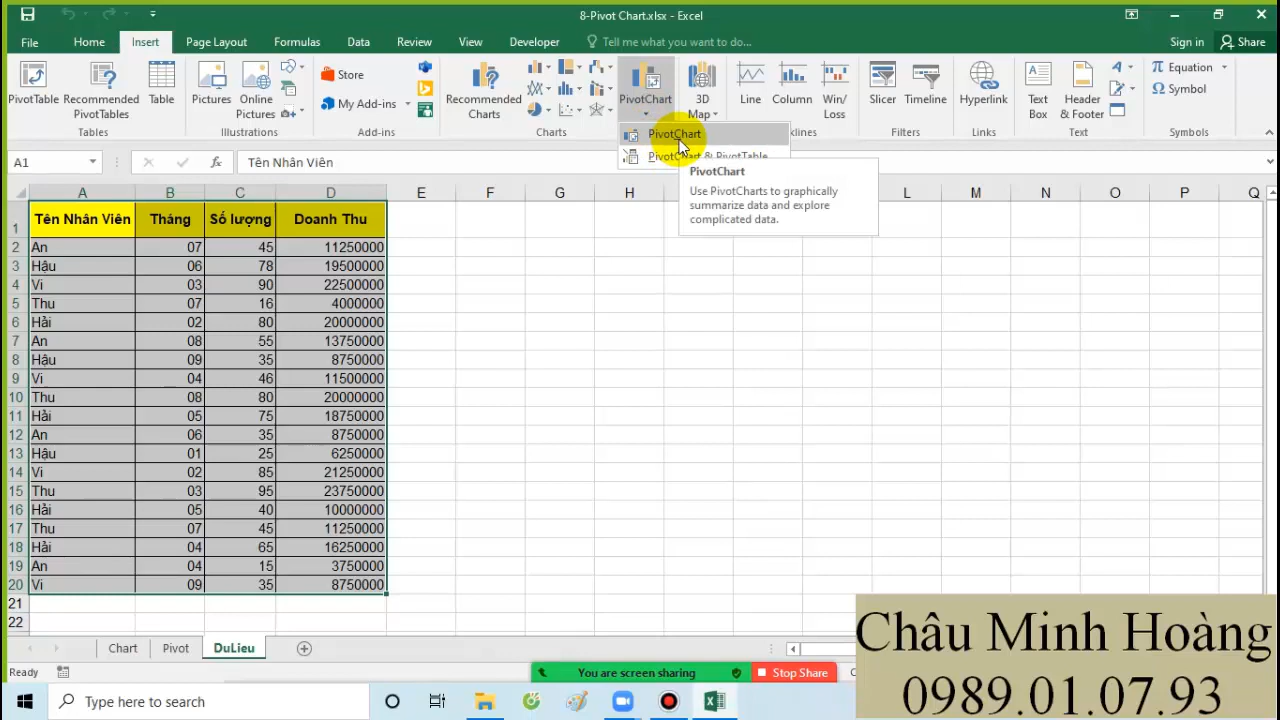 8-Pivot Chart.xlsx - Excel
File Home Insert Page Layout Formulas Data Review View Developer Tell me what you want to do... Sign in Share
PivotTable Recommended PivotTables Table Pictures Online Pictures Store My Add-ins Recommended Charts PivotChart 3D Map Line Column Win/Loss Slicer Timeline Hyperlink Text Box Header & Footer Equation Symbol
Tables Illustrations Add-ins Charts Filters Text Symbols
PivotChart
PivotChart & PivotTable
PivotChart
Use PivotCharts to graphically
summarize data and explore
complicated data.
A1 fx Tên Nhân Viên
A B C D E F G H L M N O P Q
1 Tên Nhân Viên Tháng Số lượng Doanh Thu
2 An 07 45 11250000
3 Hậu 06 78 19500000
4 Vi 03 90 22500000
5 Thu 07 16 4000000
6 Hải 02 80 20000000
7 An 08 55 13750000
8 Hậu 09 35 8750000
9 Vi 04 46 11500000
10 Thu 08 80 20000000
11 Hải 05 75 18750000
12 An 06 35 8750000
13 Hậu 01 25 6250000
14 Vi 02 85 21250000
15 Thu 03 95 23750000
16 Hải 05 40 10000000
17 Thu 07 45 11250000
18 Hải 04 65 16250000
19 An 04 15 3750000
20 Vi 09 35 8750000
21
22
Chart Pivot DuLieu
Ready
You are screen sharing Stop Share
Type here to search
Châu Minh Hoàng
0989.01.07.93